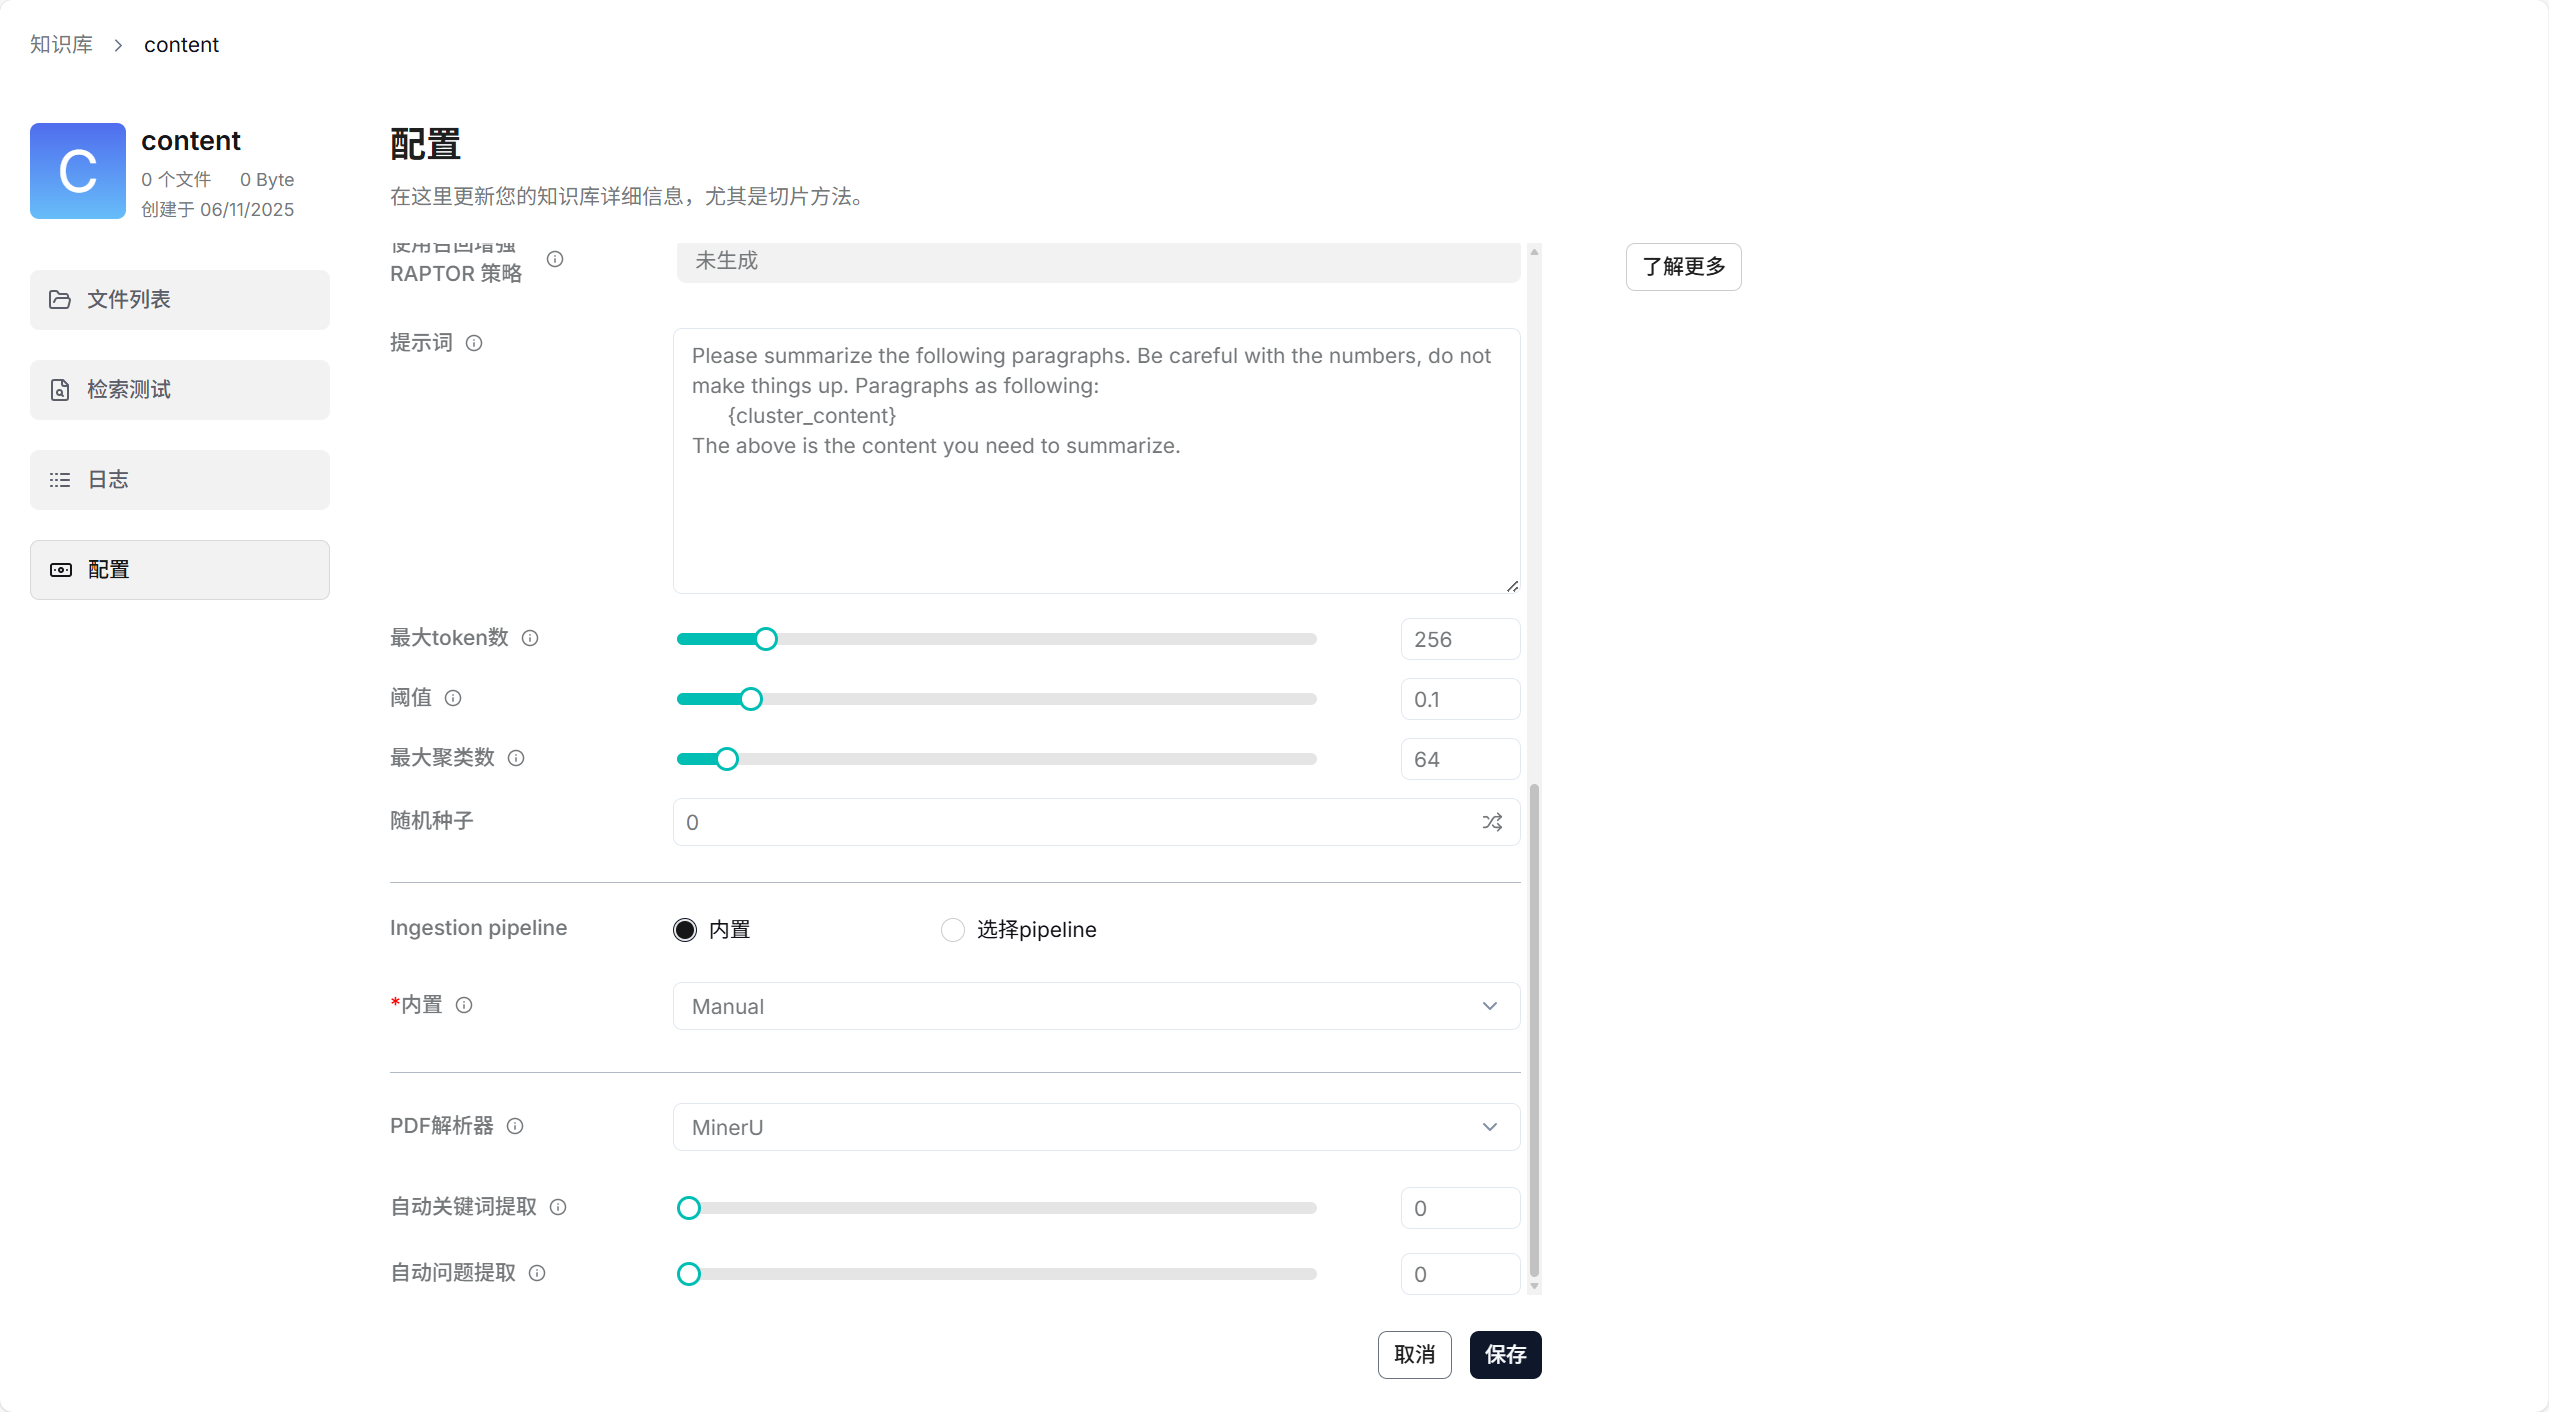 知识库 > content
C
content
0 个文件 0 Byte
创建于 06/11/2025
文件列表
检索测试
日志
配置
配置
在这里更新您的知识库详细信息，尤其是切片方法。
使用召回增强
RAPTOR 策略
未生成
了解更多
提示词
Please summarize the following paragraphs. Be careful with the numbers, do not
make things up. Paragraphs as following:
{cluster_content}
The above is the content you need to summarize.
最大token数 256
阈值 0.1
最大聚类数 64
随机种子 0
Ingestion pipeline 内置 选择pipeline
*内置 Manual
PDF解析器 MinerU
自动关键词提取 0
自动问题提取 0
取消 保存